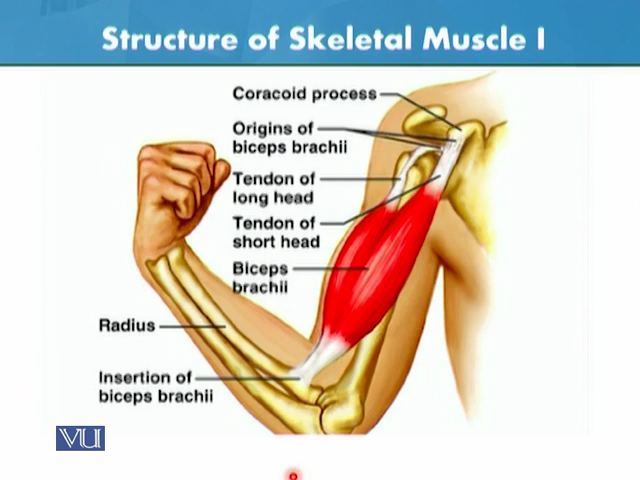 Structure of Skeletal Muscle I
Coracoid process
Origins of
biceps brachii
Tendon of
long head
Tendon of
short head
Biceps
brachii
Radius
Insertion of
biceps brachii
VU